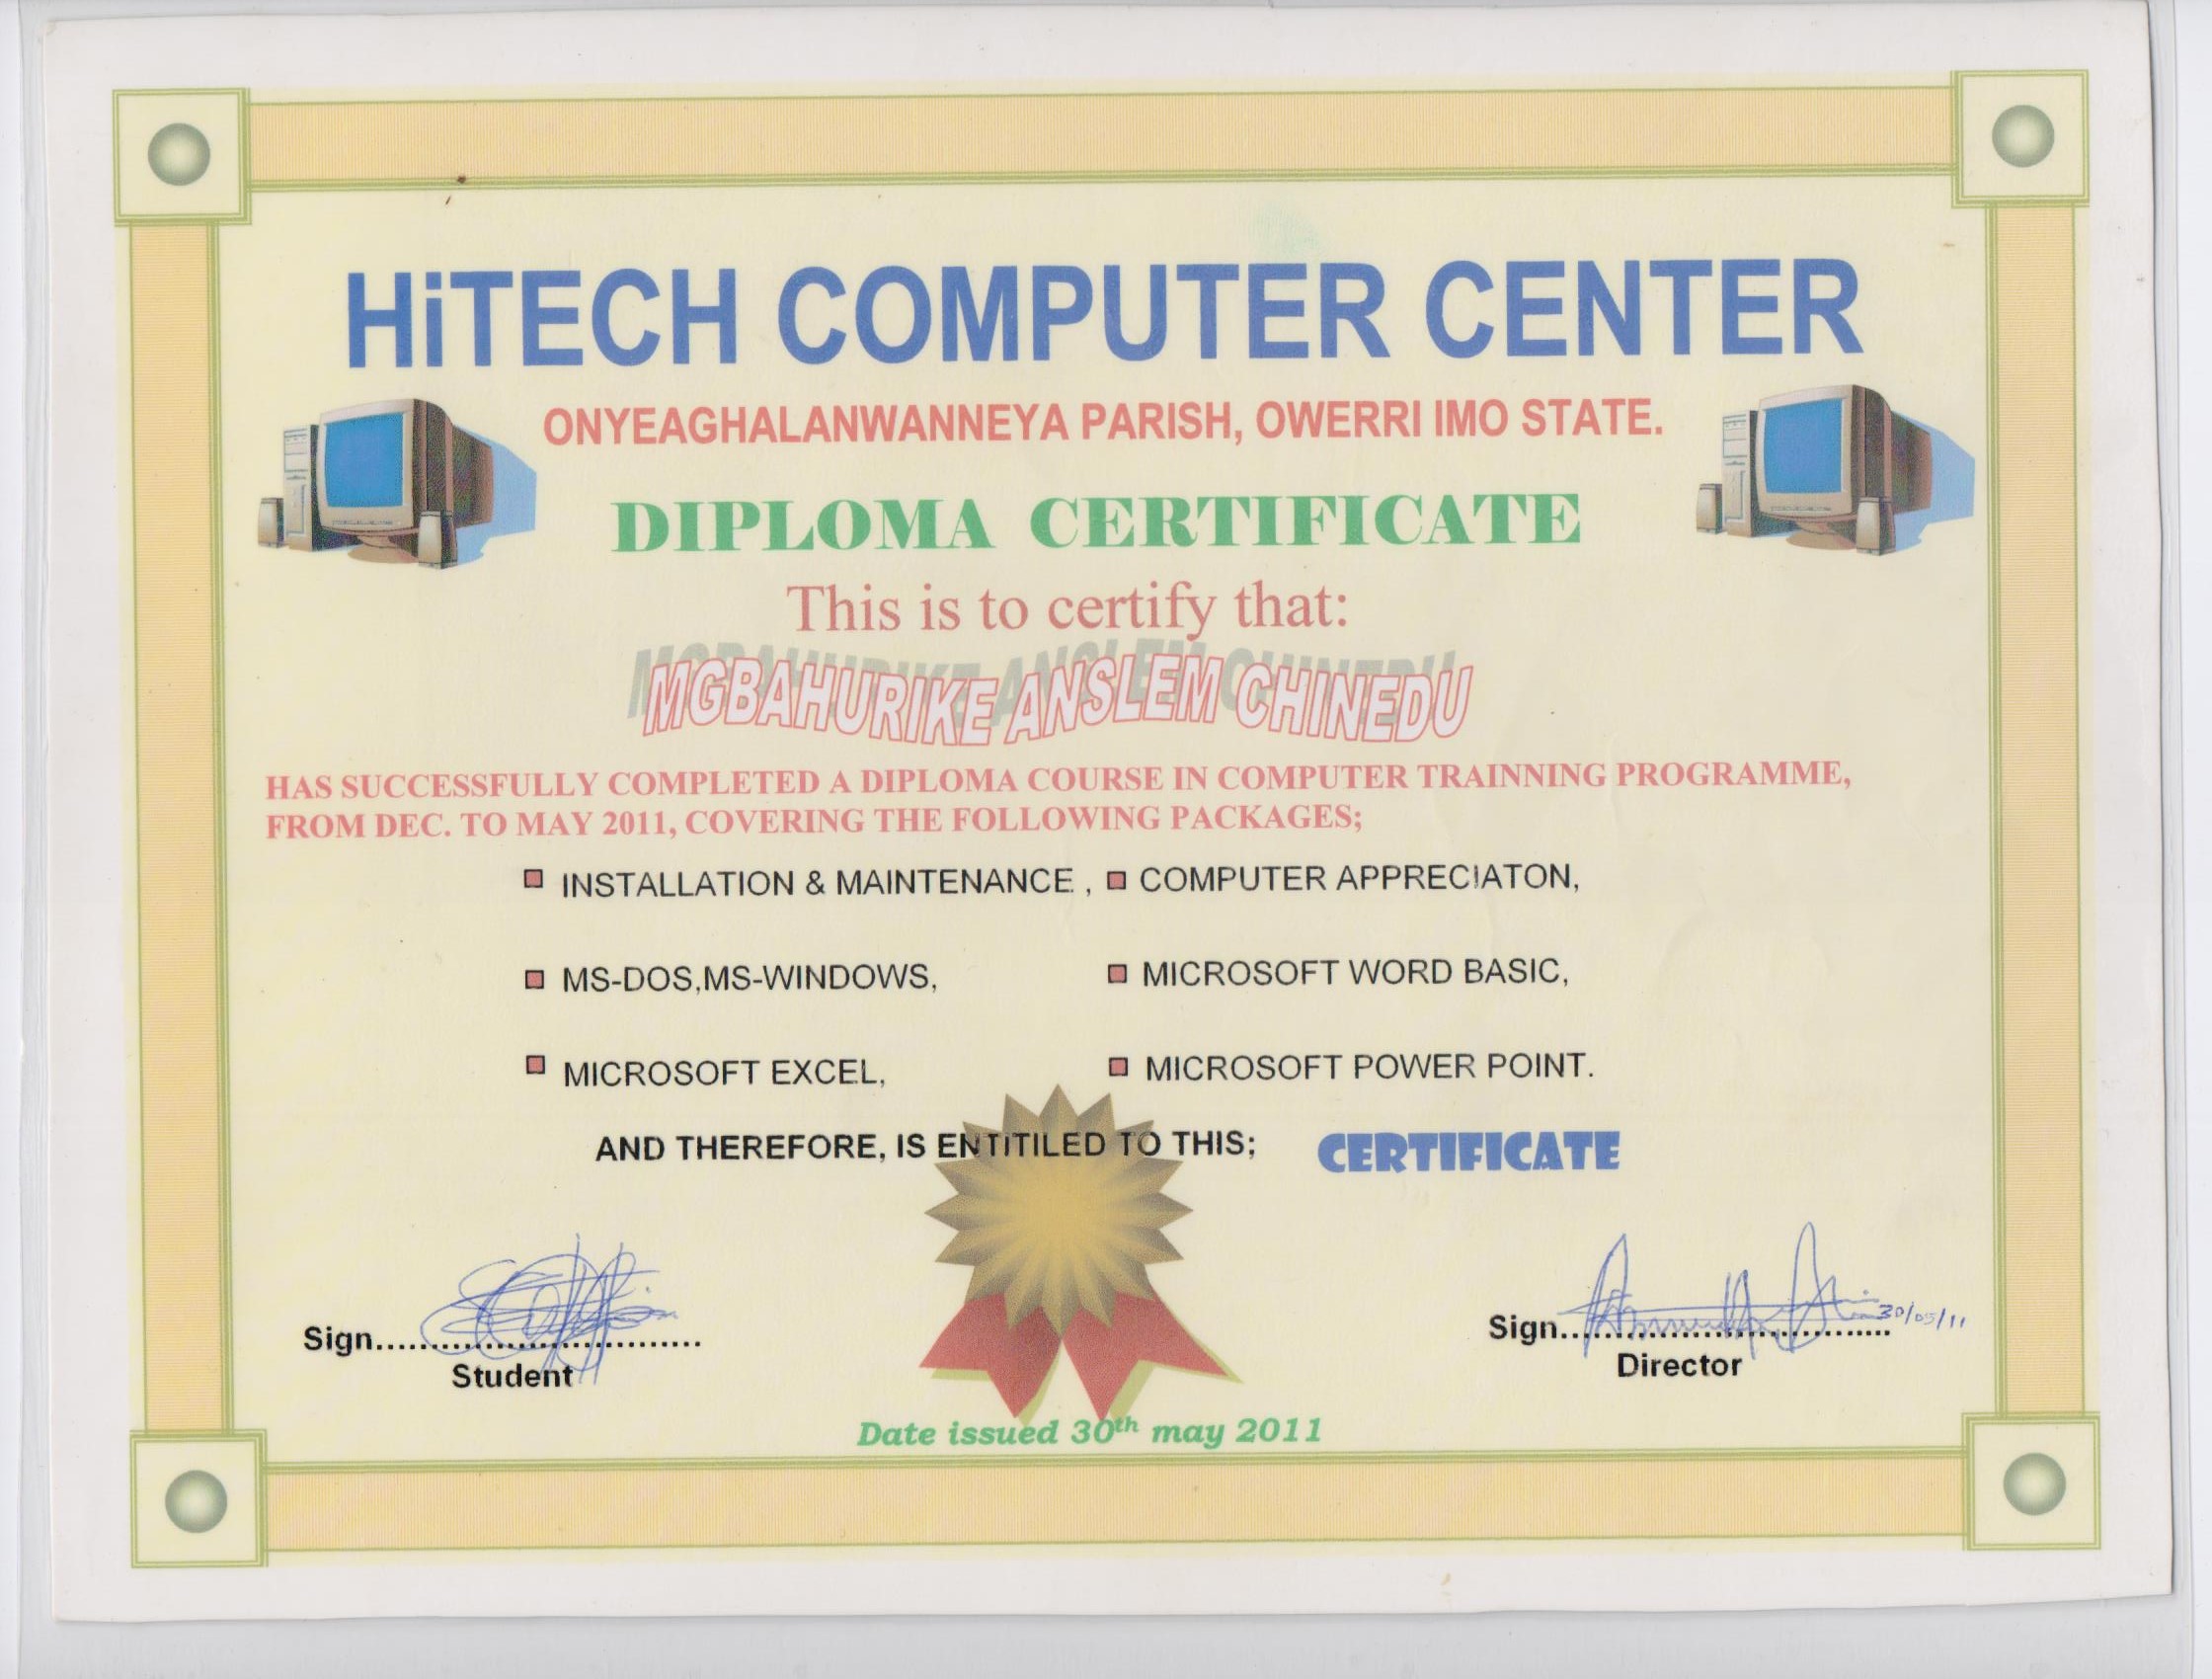 HiTECH COMPUTER CENTER
ONYEAGHALANWANNEYA PARISH, OWERRI IMO STATE.
DIPLOMA CERTIFICATE
This is to certify that:
MGBAHURIKE ANSLEM CHINEDU
HAS SUCCESSFULLY COMPLETED A DIPLOMA COURSE IN COMPUTER TRAINNING PROGRAMME,
FROM DEC. TO MAY 2011, COVERING THE FOLLOWING PACKAGES;
INSTALLATION & MAINTENANCE , COMPUTER APPRECIATON,
MS-DOS,MS-WINDOWS, MICROSOFT WORD BASIC,
MICROSOFT EXCEL, MICROSOFT POWER POINT.
AND THEREFORE, IS ENTITILED TO THIS; CERTIFICATE
Sign.................................. Sign.................................. 30/05/11
Student Director
Date issued 30th may 2011